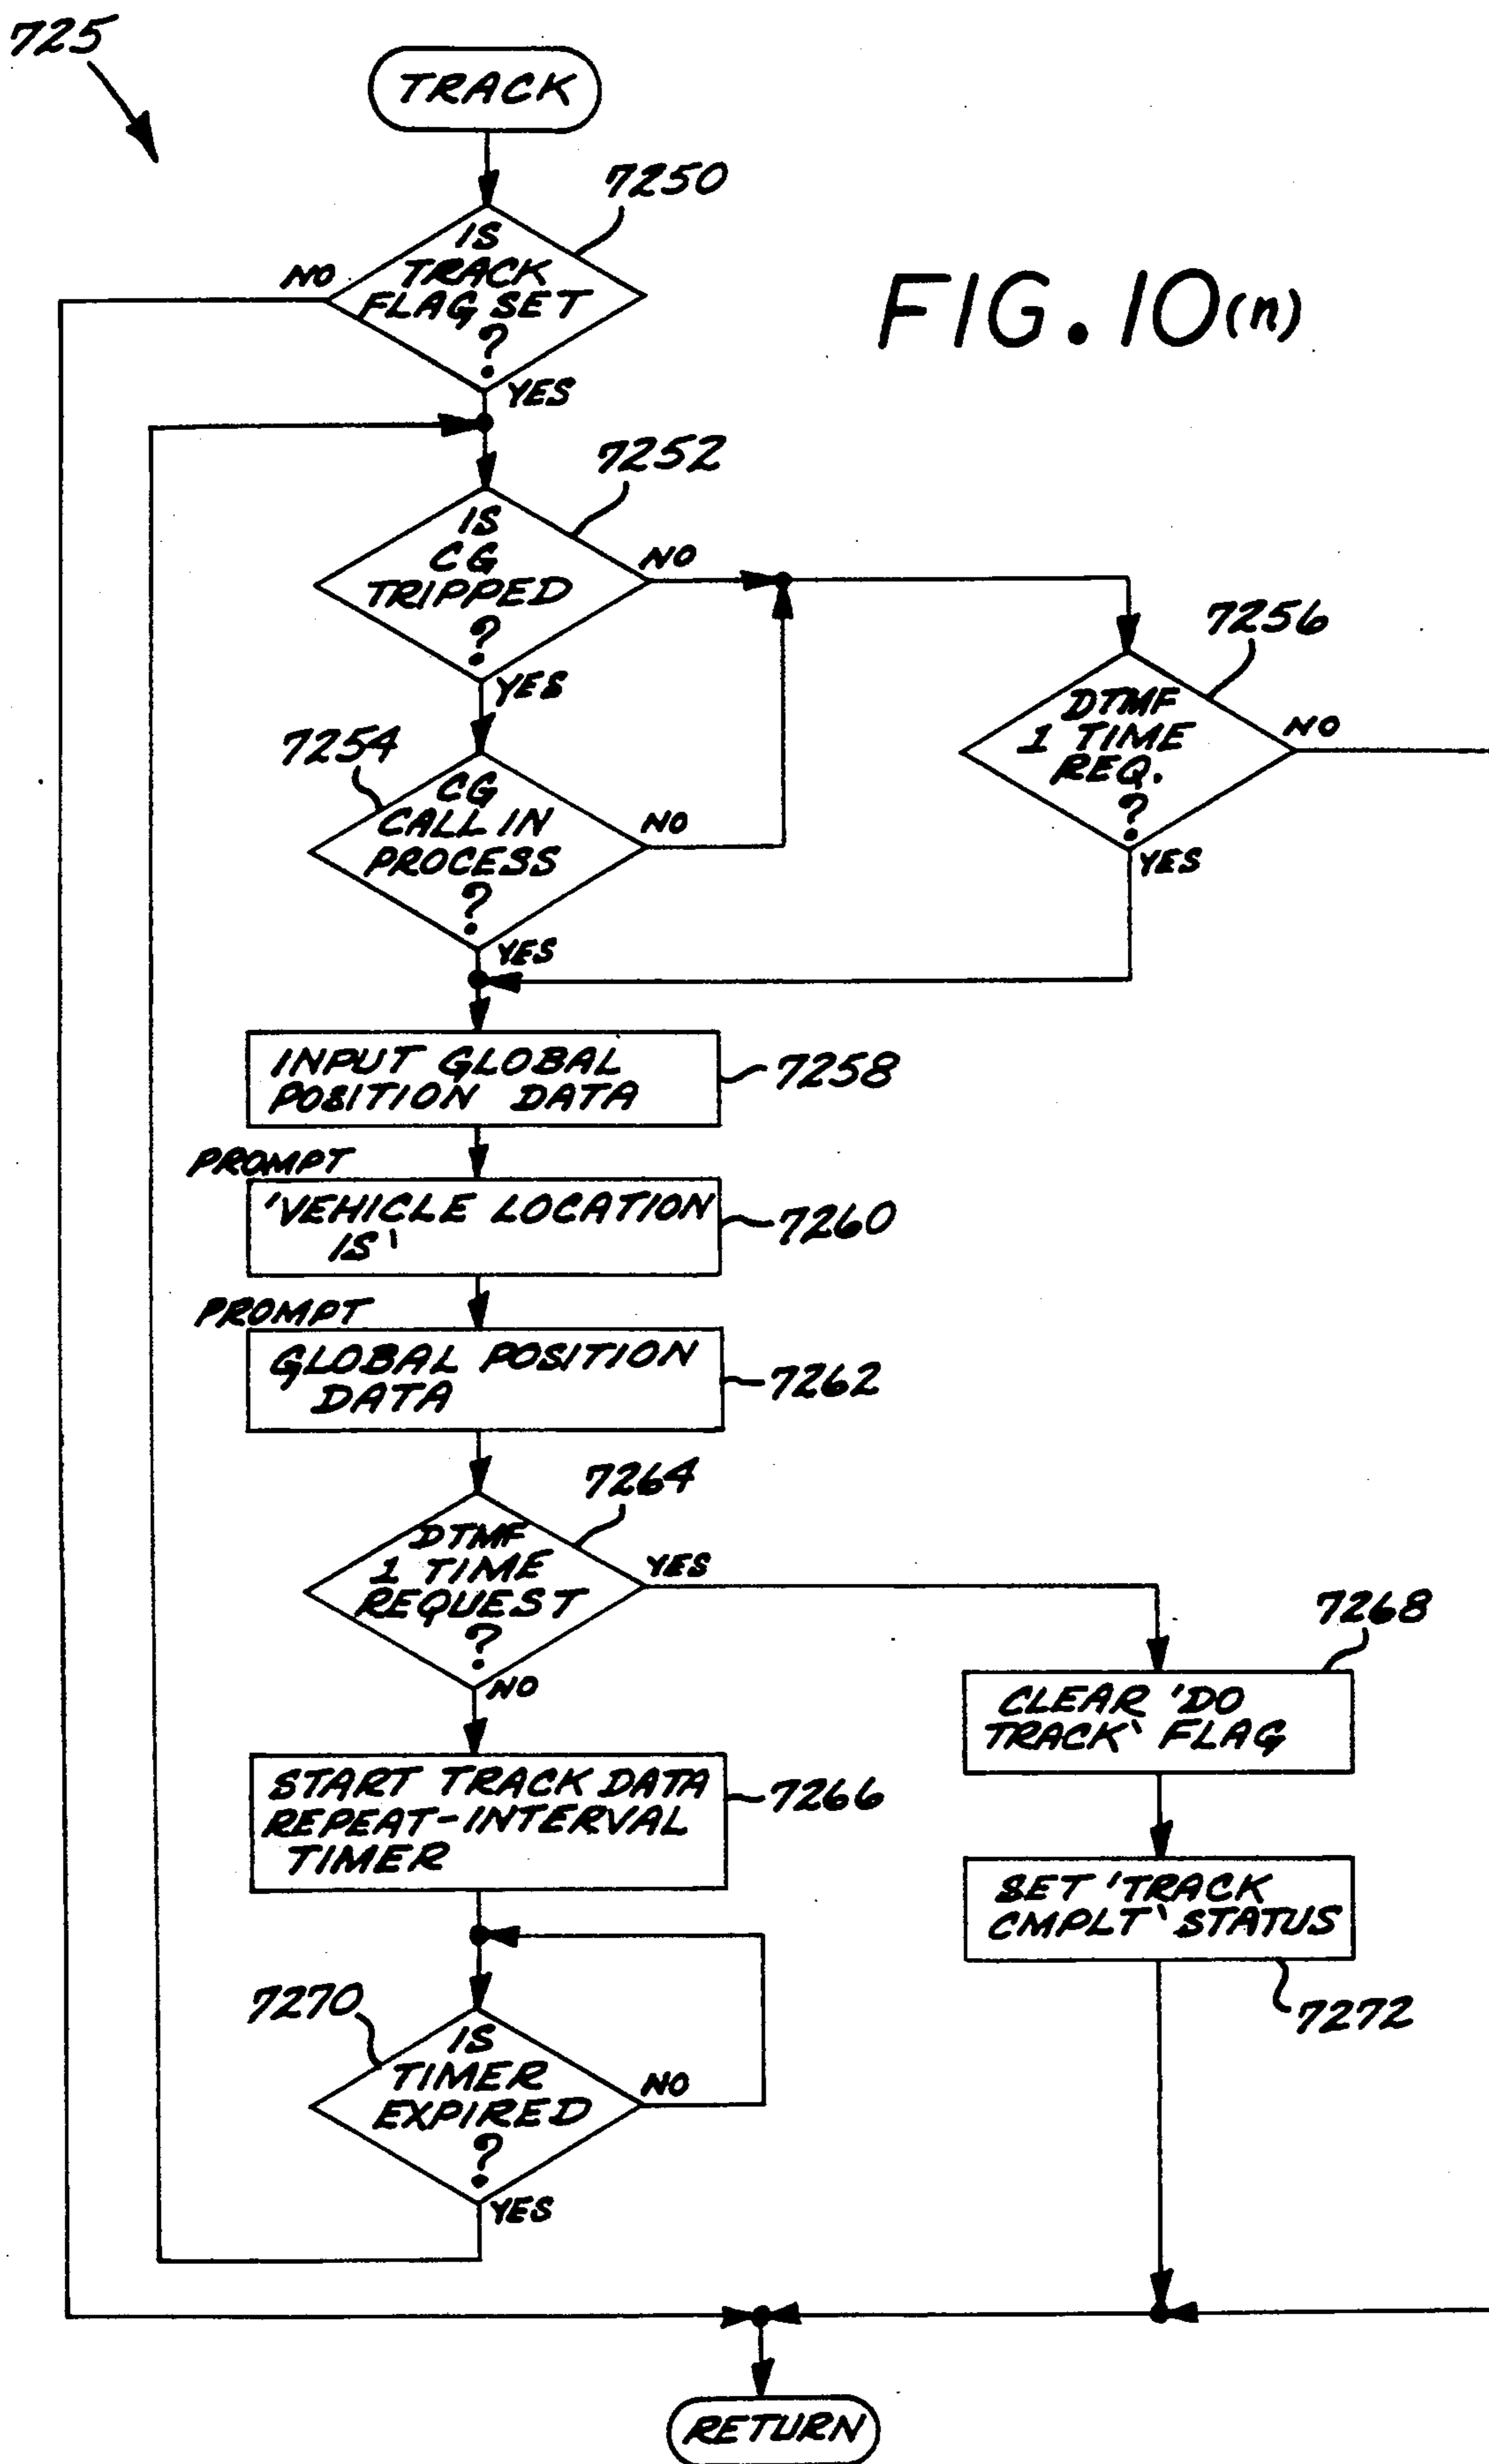 725
TRACK
7250
IS
TRACK
FLAG SET
?
NO
YES
FIG. 10(n)
7252
IS
CG
TRIPPED
?
NO
YES
7256
DTMF
1 TIME
REQ.
?
NO
YES
7254
CG
CALL IN
PROCESS
?
NO
YES
INPUT GLOBAL
POSITION DATA
7258
PROMPT
'VEHICLE LOCATION
IS'
7260
PROMPT
GLOBAL POSITION
DATA
7262
7264
DTMF
1 TIME
REQUEST
?
YES
NO
7268
CLEAR 'DO
TRACK' FLAG
START TRACK DATA
REPEAT-INTERVAL
TIMER
7266
SET 'TRACK
CMPLT' STATUS
7272
7270
IS
TIMER
EXPIRED
?
NO
YES
RETURN